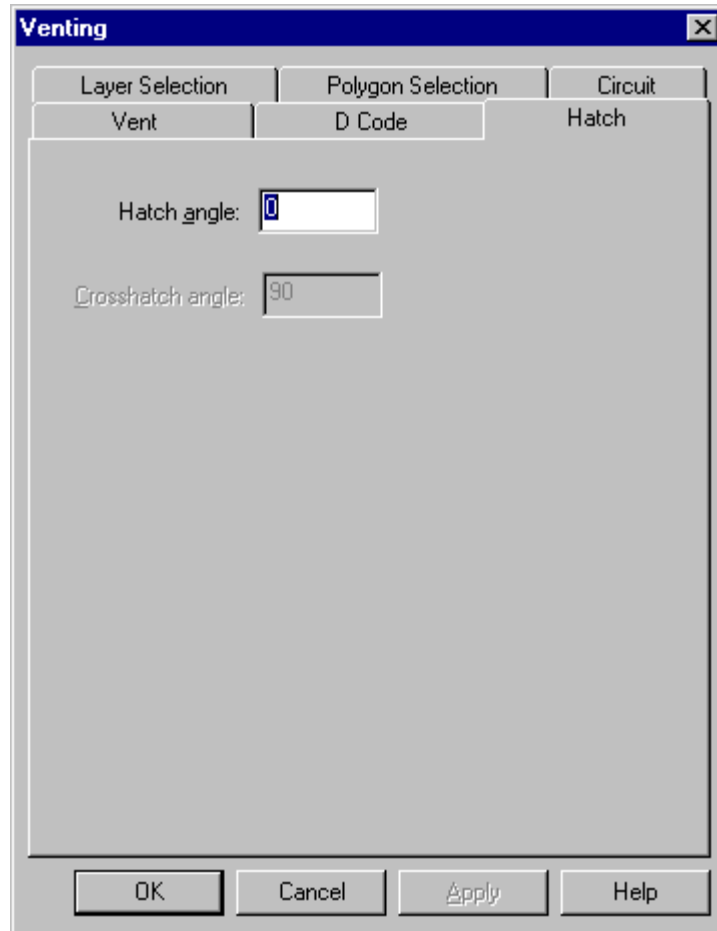 Venting
Layer Selection Polygon Selection Circuit
Vent D Code Hatch
Hatch angle: 0
Crosshatch angle: 90
OK Cancel Apply Help